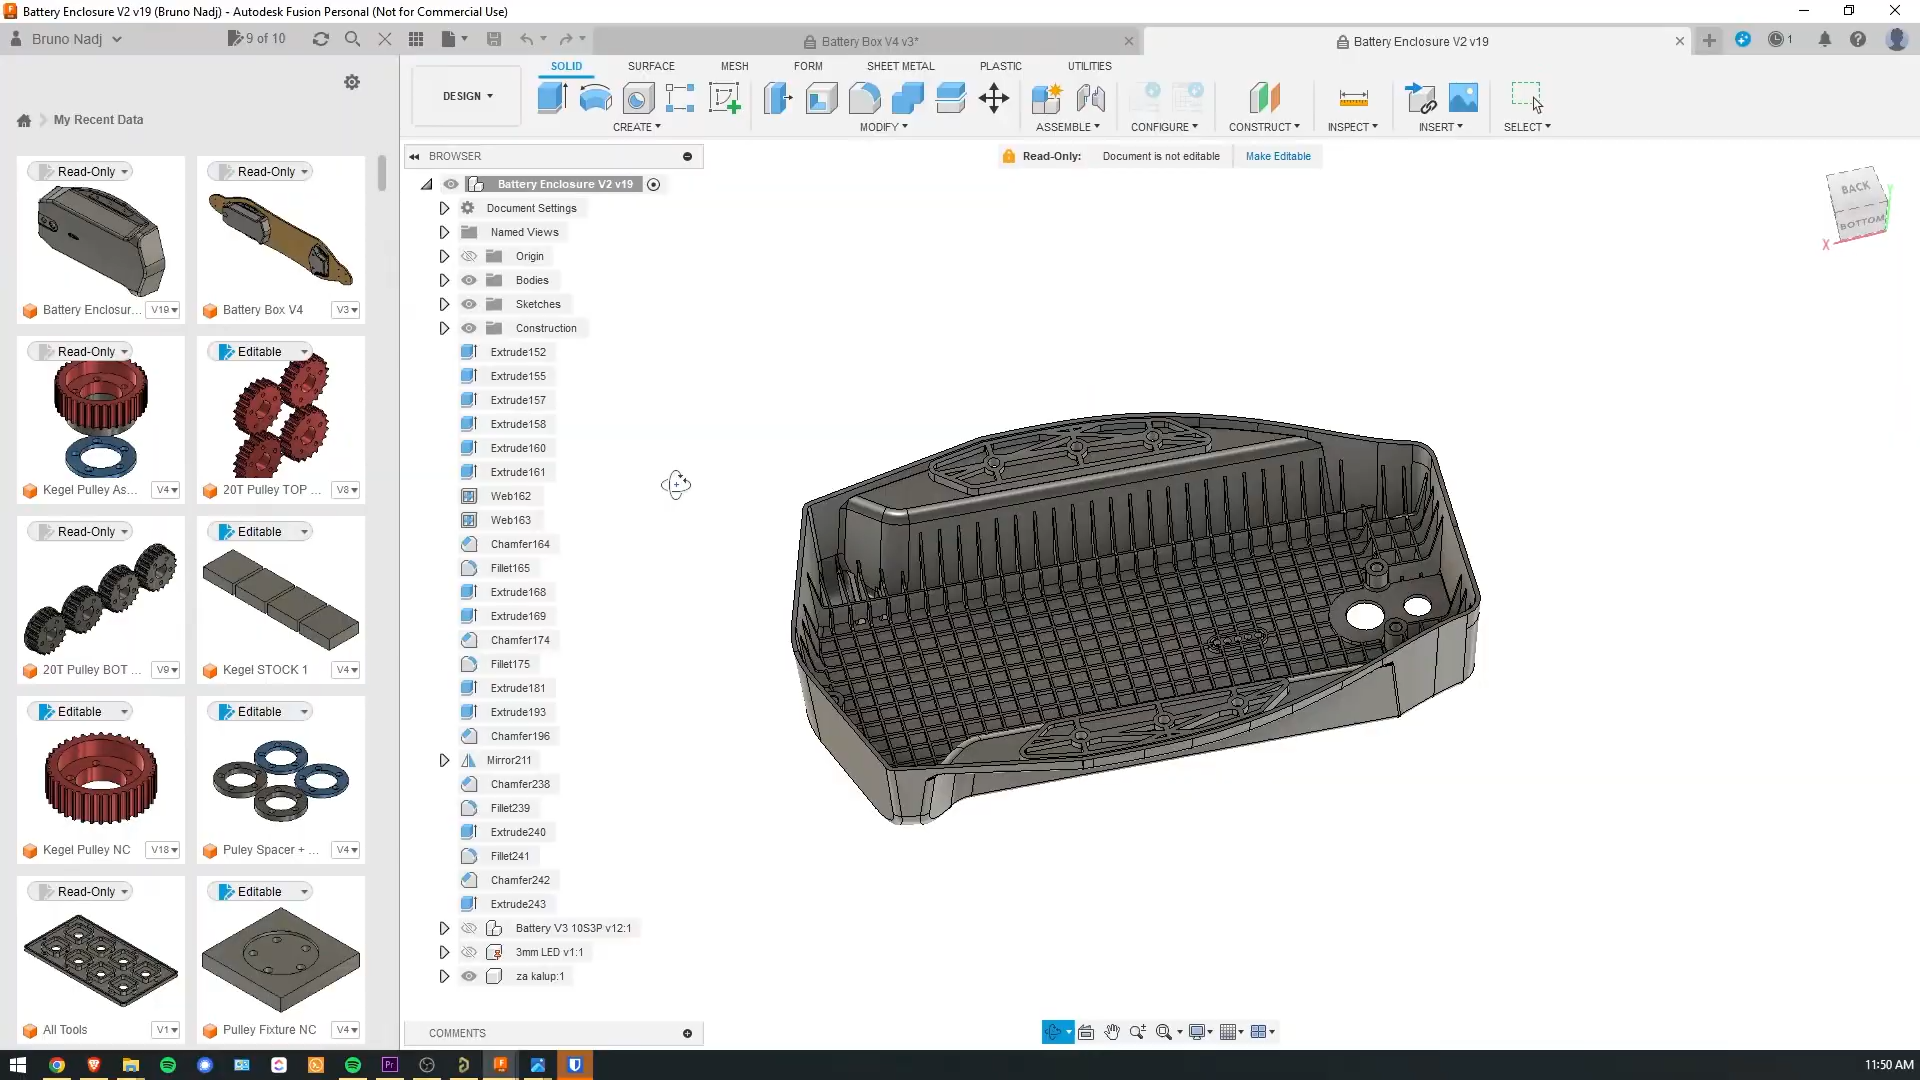 Battery Enclosure V2 v19 (Bruno Nadj) - Autodesk Fusion Personal (Not for Commercial Use)
Bruno Nadj
9 of 10
Battery Box V4 v3*
Battery Enclosure V2 v19
1
My Recent Data
DESIGN
SOLID
SURFACE
MESH
FORM
SHEET METAL
PLASTIC
UTILITIES
CREATE
MODIFY
ASSEMBLE
CONFIGURE
CONSTRUCT
INSPECT
INSERT
SELECT
Read-Only: Document is not editable Make Editable
BACK
BOTTOM
X
Y
Read-Only
Battery Enclosur... V19
Read-Only
Battery Box V4 V3
Read-Only
Kegel Pulley As... V4
Editable
20T Pulley TOP ... V8
Read-Only
20T Pulley BOT ... V9
Editable
Kegel STOCK 1 V4
Editable
Kegel Pulley NC V18
Editable
Puley Spacer + ... V4
Read-Only
All Tools V1
Editable
Pulley Fixture NC V4
BROWSER
Battery Enclosure V2 v19
Document Settings
Named Views
Origin
Bodies
Sketches
Construction
Extrude152
Extrude155
Extrude157
Extrude158
Extrude160
Extrude161
Web162
Web163
Chamfer164
Fillet165
Extrude168
Extrude169
Chamfer174
Fillet175
Extrude181
Extrude193
Chamfer196
Mirror211
Chamfer238
Fillet239
Extrude240
Fillet241
Chamfer242
Extrude243
Battery V3 10S3P v12:1
3mm LED v1:1
za kalup:1
COMMENTS
Pr
11:50 AM